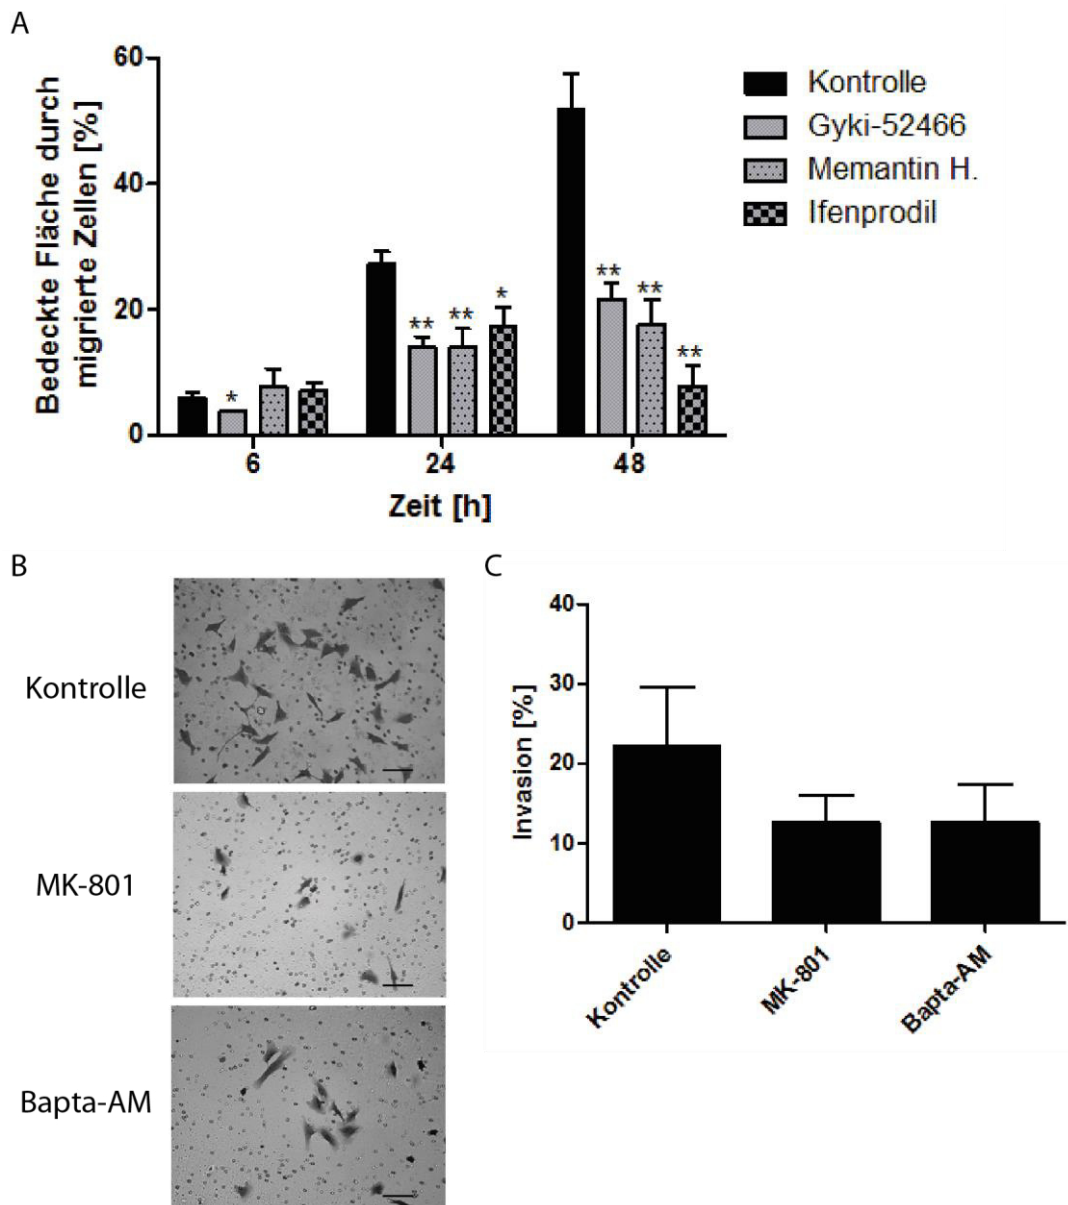 A
Bedeckte Fläche durch
migrierte Zellen [%]
60
40
20
0
*
**
**
*
**
**
**
6
24
48
Zeit [h]
Kontrolle
Gyki-52466
Memantin H.
Ifenprodil
B
Kontrolle
MK-801
Bapta-AM
C
Invasion [%]
40
30
20
10
0
Kontrolle
MK-801
Bapta-AM